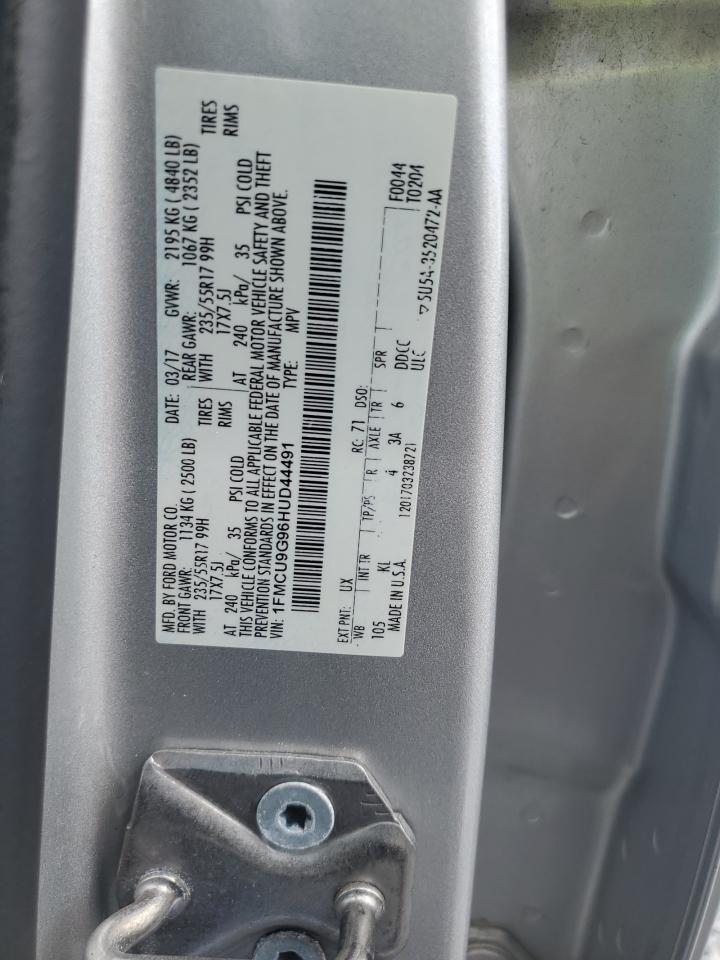 MFD. BY FORD MOTOR CO.
DATE: 03/17 GVWR: 2195 KG ( 4840 LB)
FRONT GAWR: 1134 KG ( 2500 LB) REAR GAWR: 1067 KG ( 2352 LB)
WITH 235/55R17 99H TIRES WITH 235/55R17 99H TIRES
17X7.5J RIMS 17X7.5J RIMS
AT 240 kPa/ 35 PSI COLD AT 240 kPa/ 35 PSI COLD
THIS VEHICLE CONFORMS TO ALL APPLICABLE FEDERAL MOTOR VEHICLE SAFETY AND THEFT
PREVENTION STANDARDS IN EFFECT ON THE DATE OF MANUFACTURE SHOWN ABOVE.
VIN: 1FMCU9G96HUD44491 TYPE: MPV
EXT PNT: UX RC: 71 DSO:
WB INT TR TP/PS R AXLE TR SPR F0044
105 KL 4 3A 6 DDCC T0204
MADE IN U.S.A. 1201703238721 ULC
▽5U5A-3520472-AA